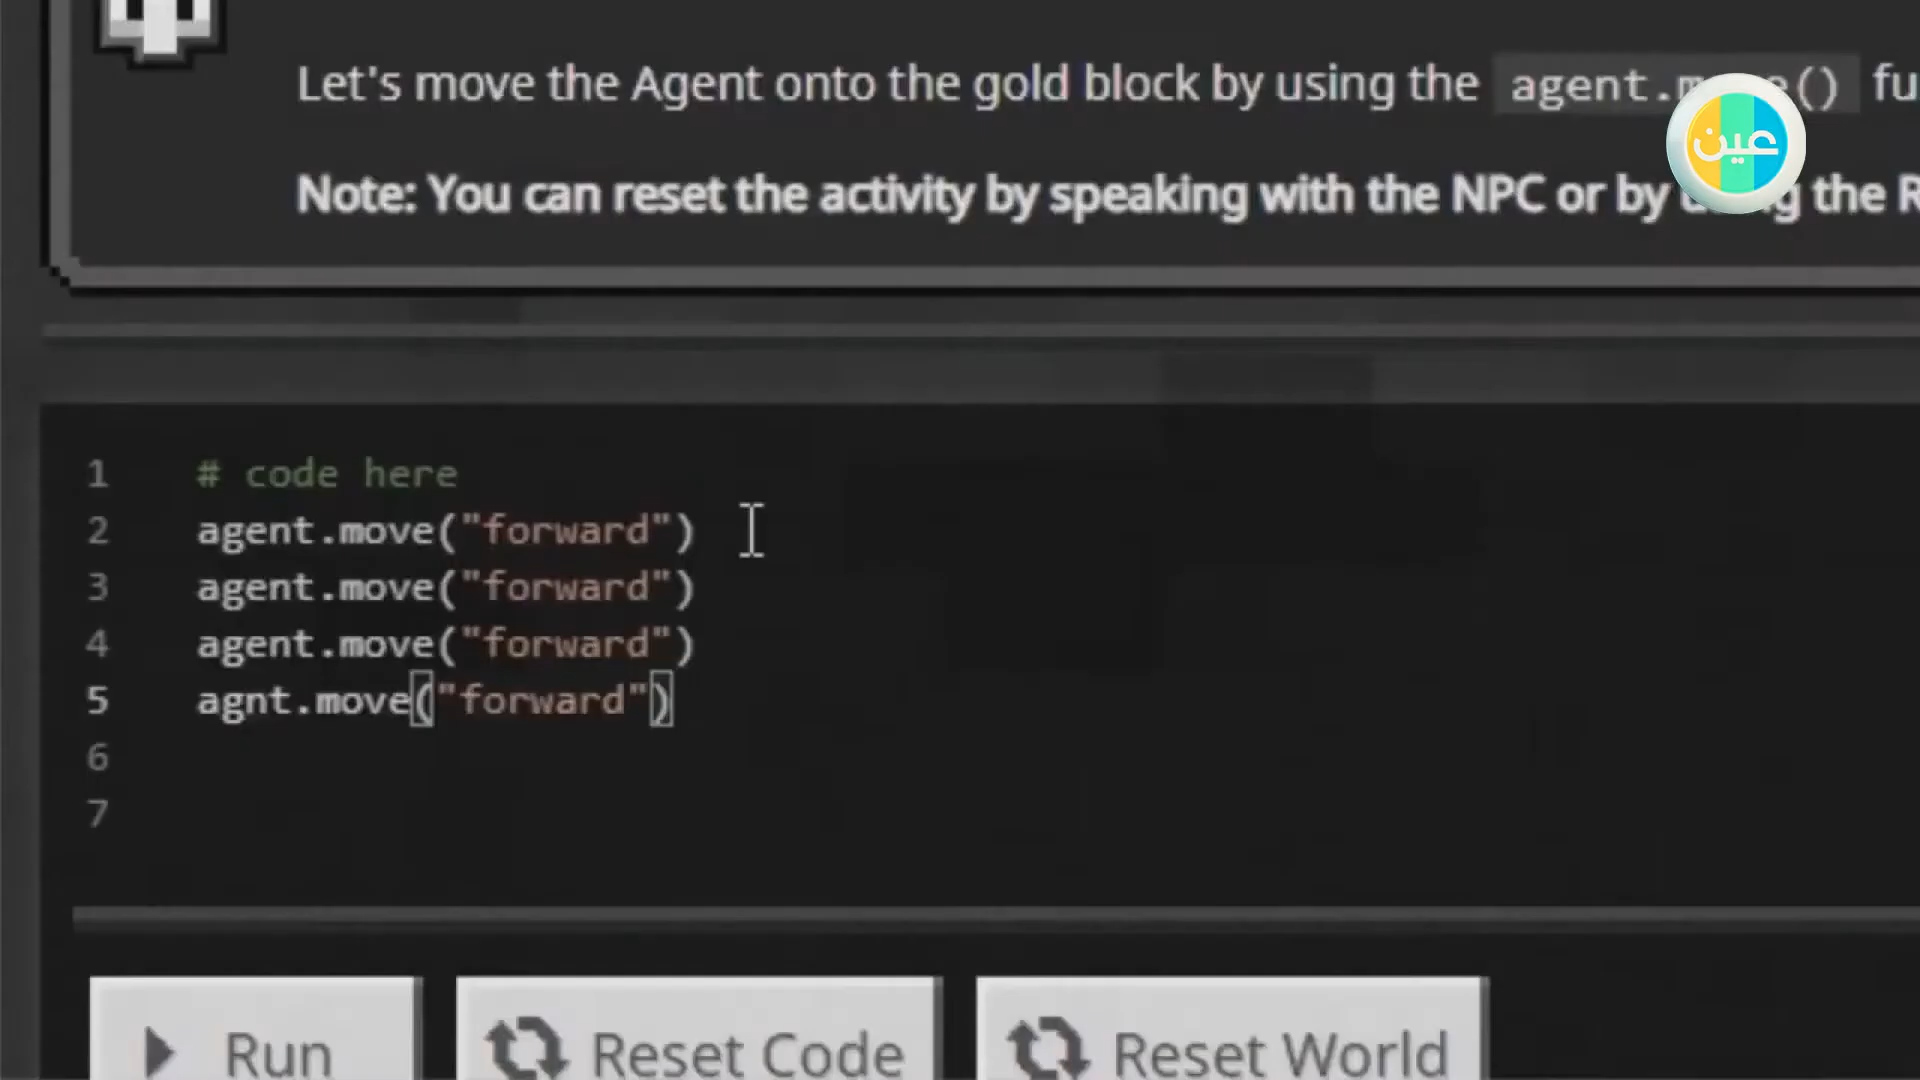 Let's move the Agent onto the gold block by using the agent.m e() fu
عين
Note: You can reset the activity by speaking with the NPC or by the R
1 # code here
2 agent.move("forward")
3 agent.move("forward")
4 agent.move("forward")
5 agnt.move("forward")
6
7
Run Reset Code Reset World